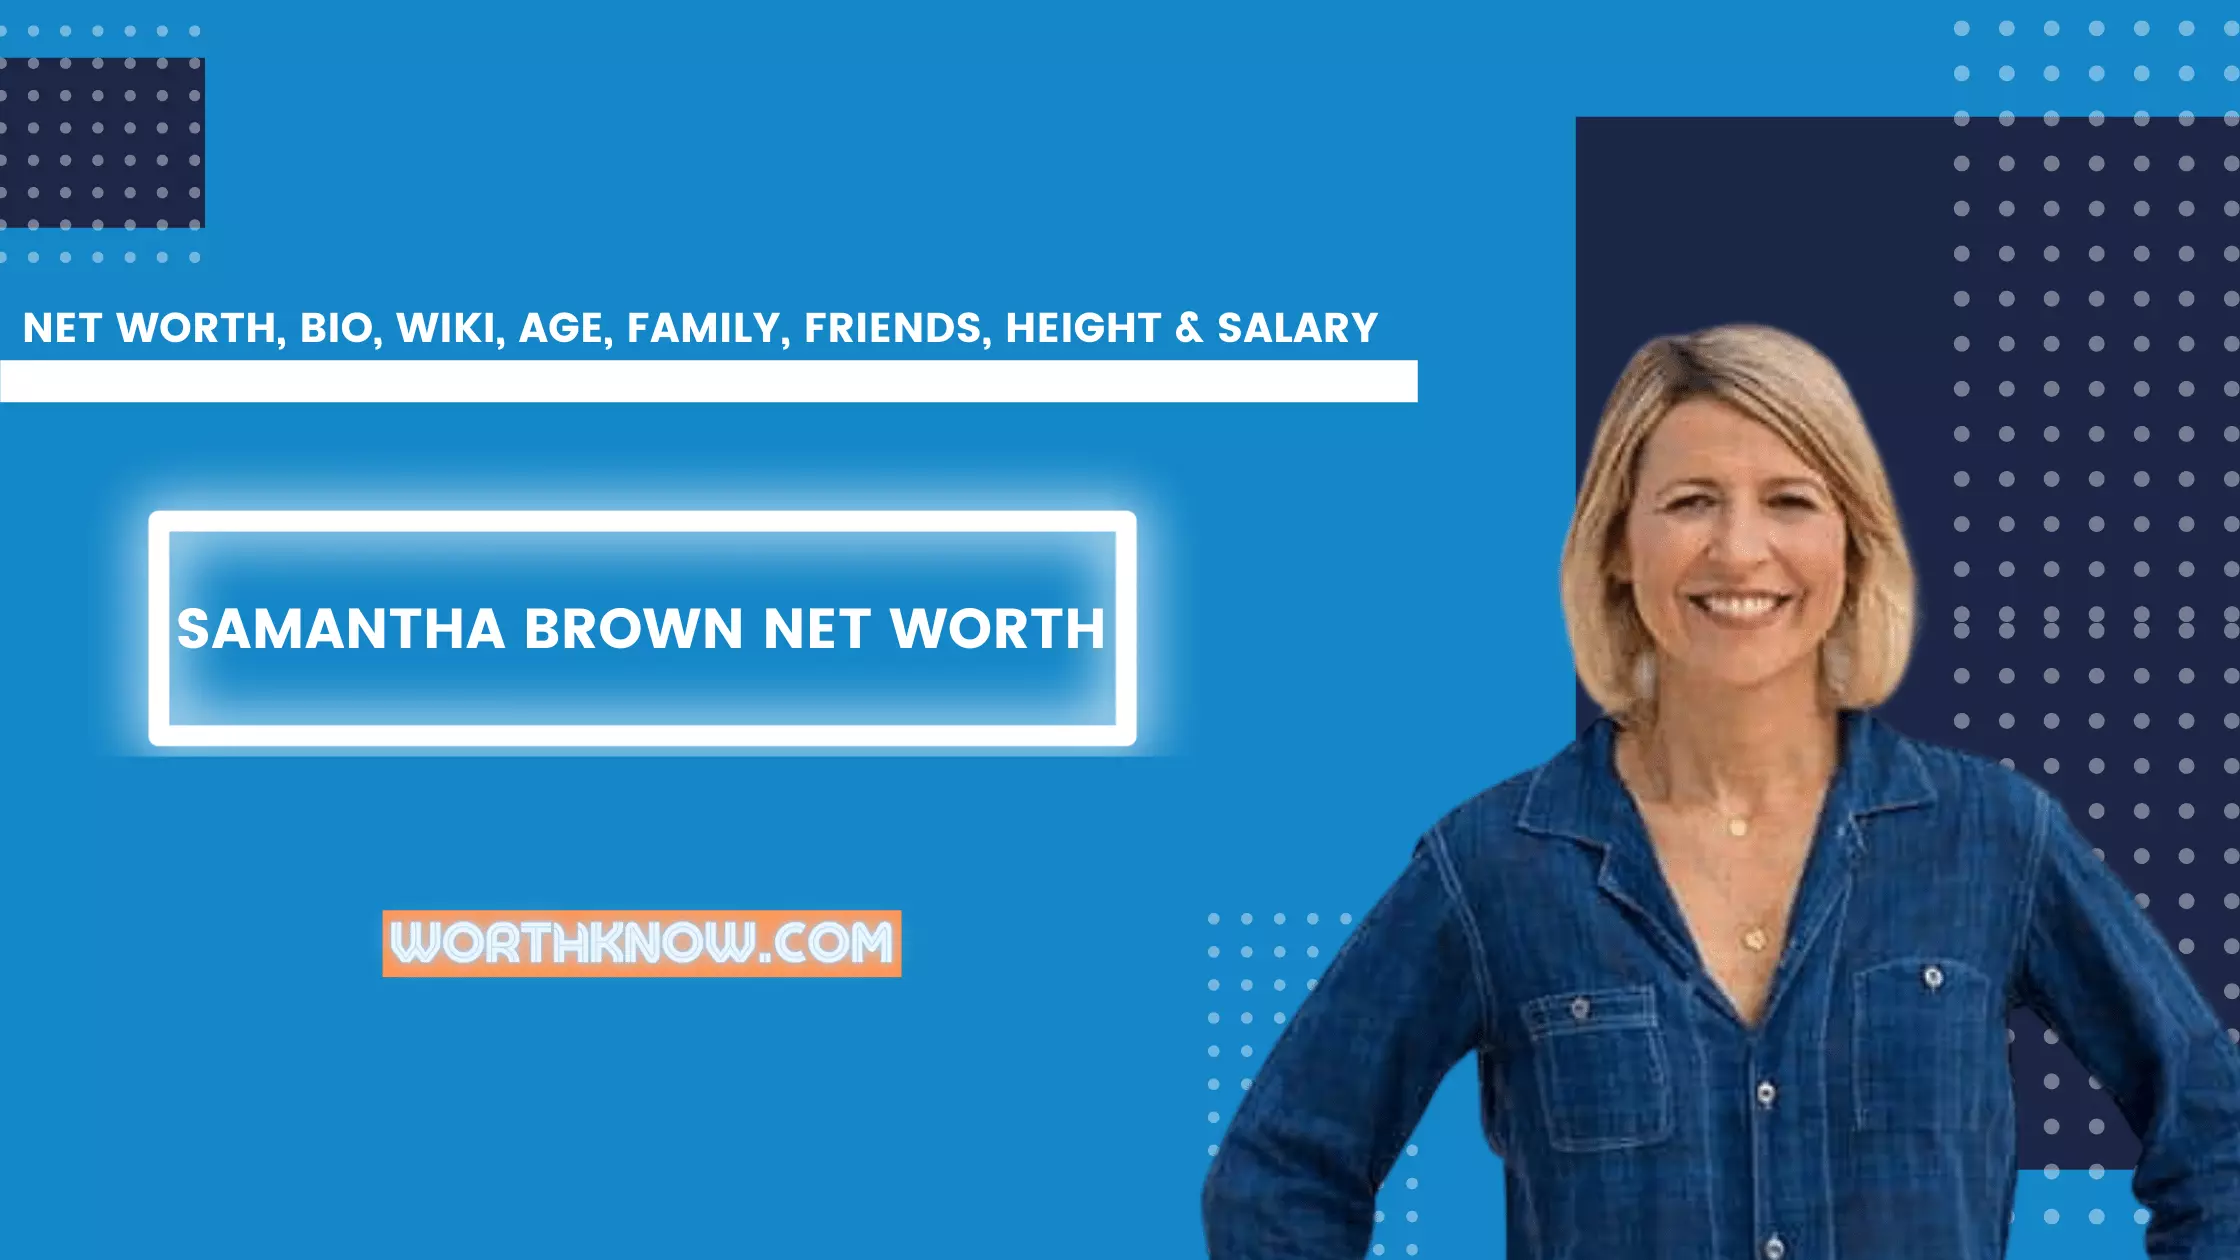 NET WORTH, BIO, WIKI, AGE, FAMILY, FRIENDS, HEIGHT & SALARY
SAMANTHA BROWN NET WORTH
WORTHKNOW.COM